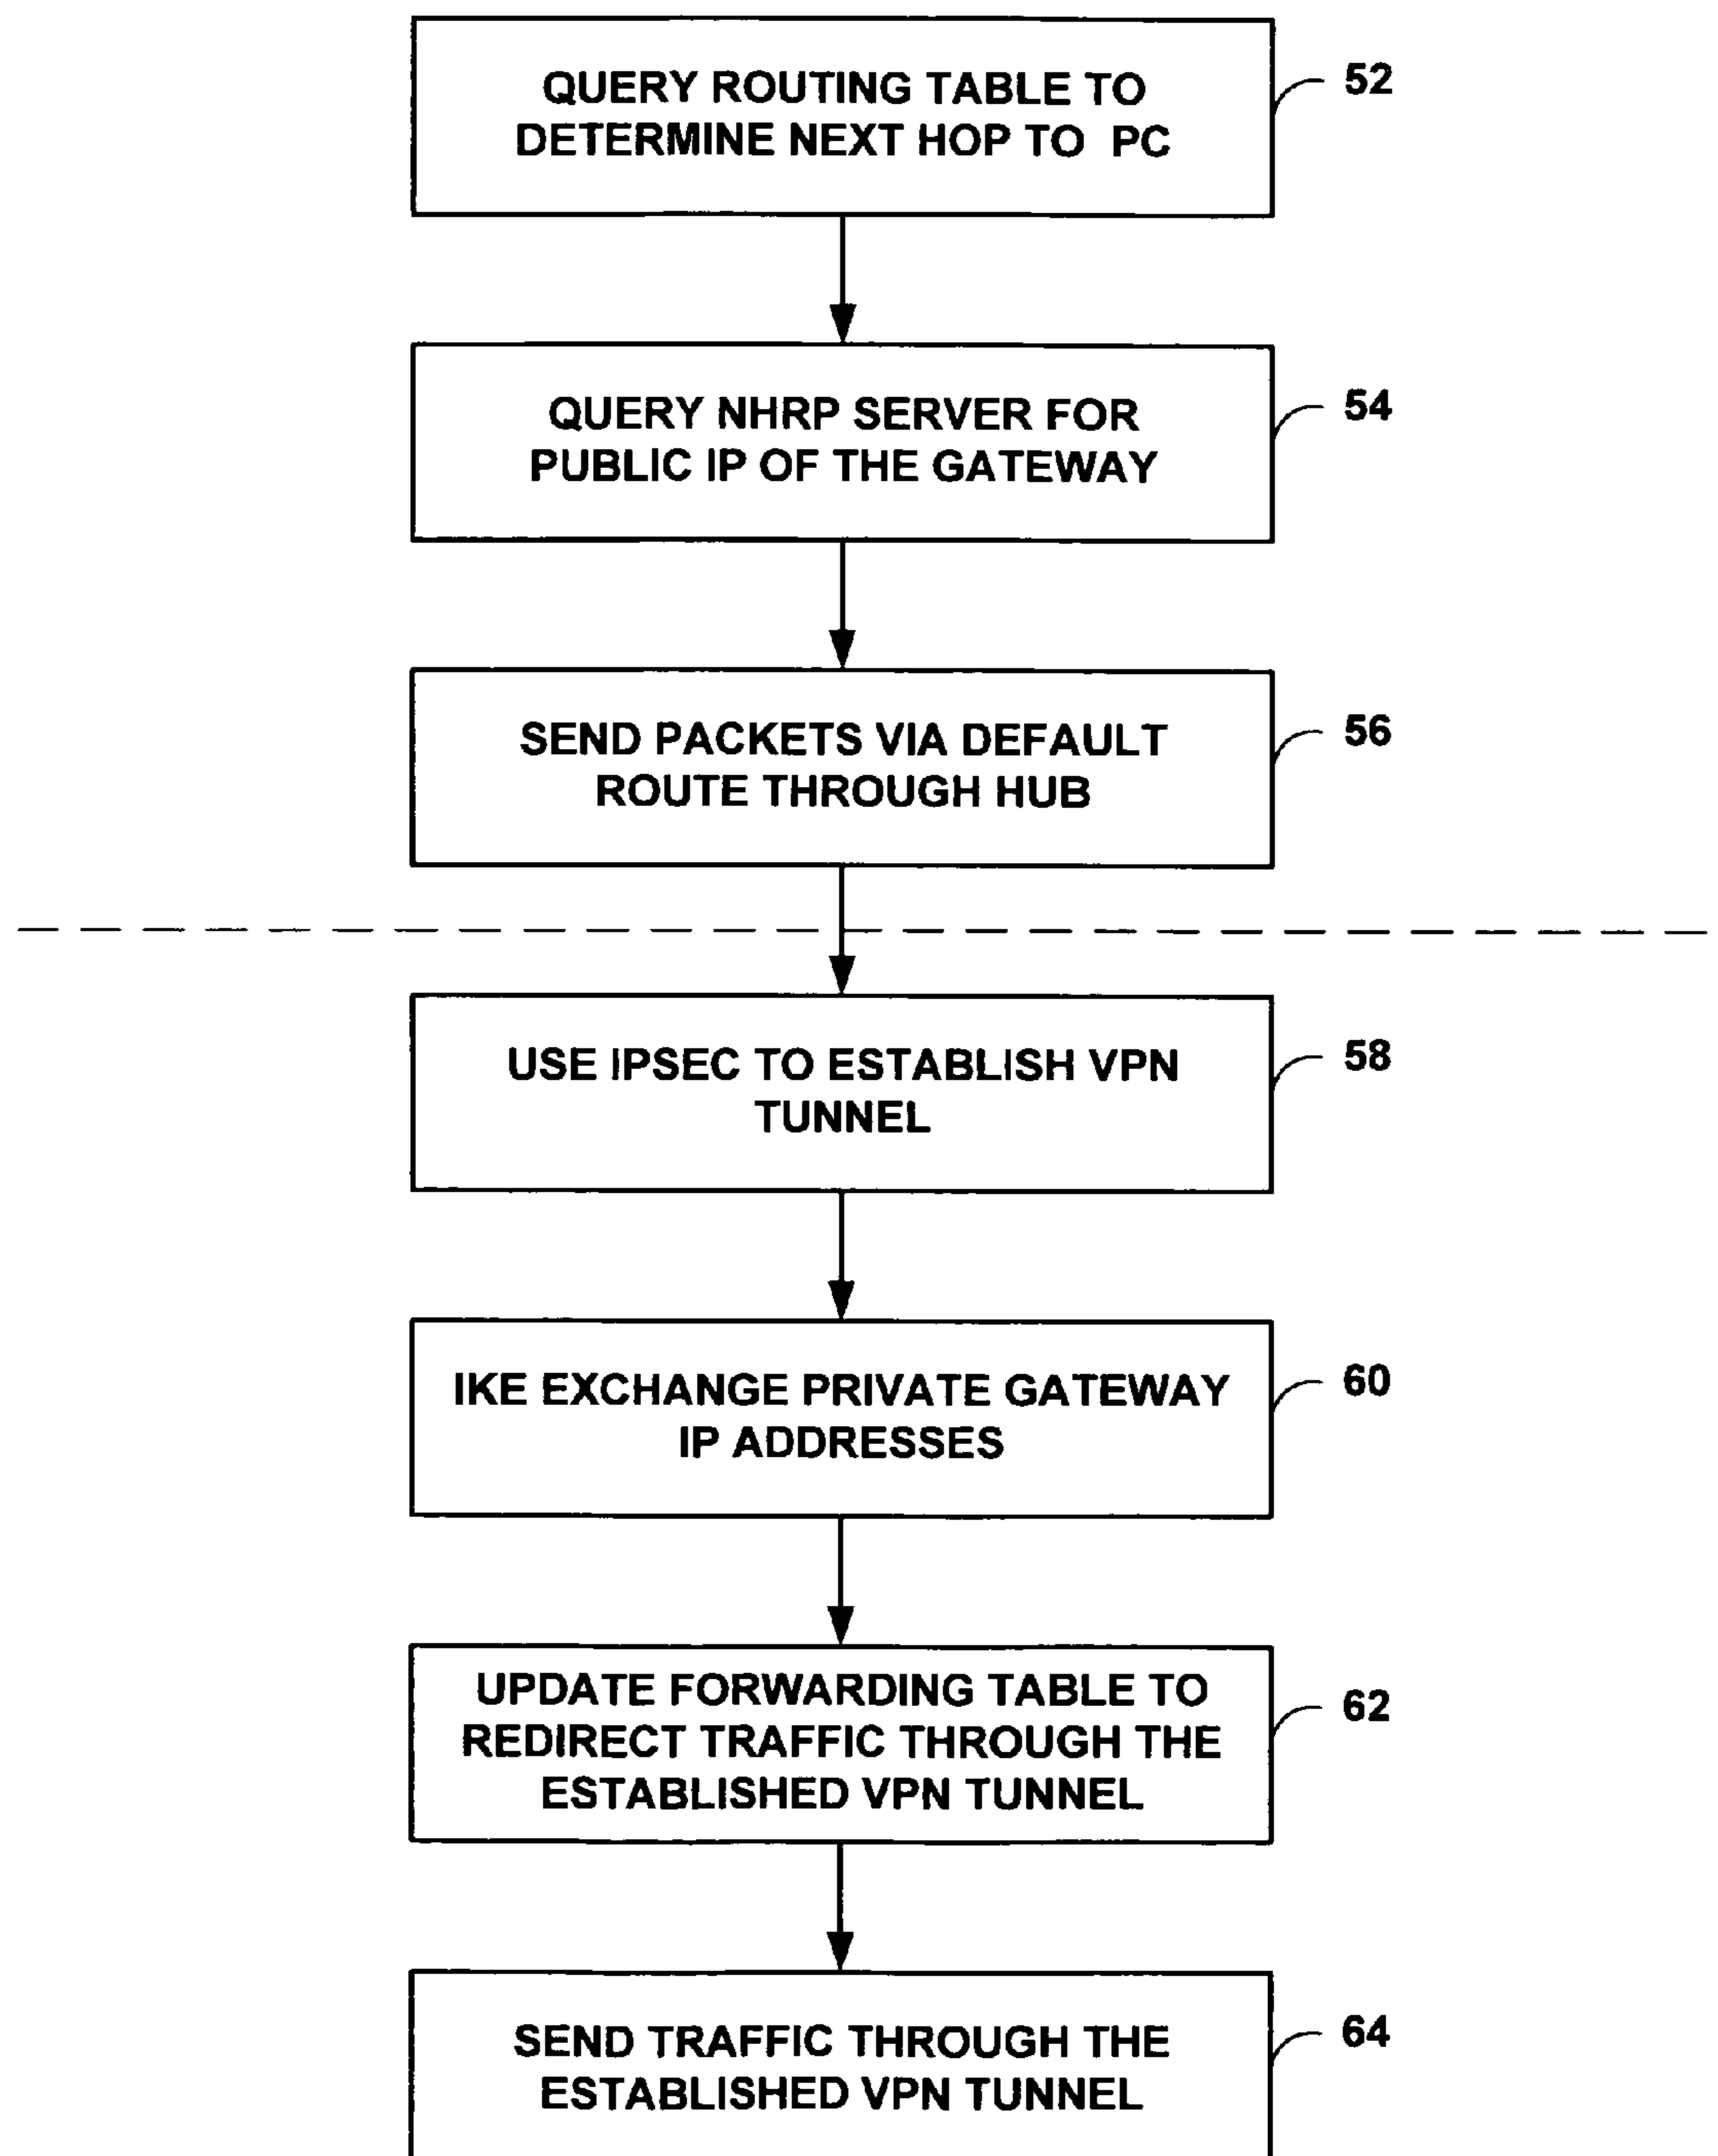 QUERY ROUTING TABLE TO
DETERMINE NEXT HOP TO PC
52
QUERY NHRP SERVER FOR
PUBLIC IP OF THE GATEWAY
54
SEND PACKETS VIA DEFAULT
ROUTE THROUGH HUB
56
USE IPSEC TO ESTABLISH VPN
TUNNEL
58
IKE EXCHANGE PRIVATE GATEWAY
IP ADDRESSES
60
UPDATE FORWARDING TABLE TO
REDIRECT TRAFFIC THROUGH THE
ESTABLISHED VPN TUNNEL
62
SEND TRAFFIC THROUGH THE
ESTABLISHED VPN TUNNEL
64